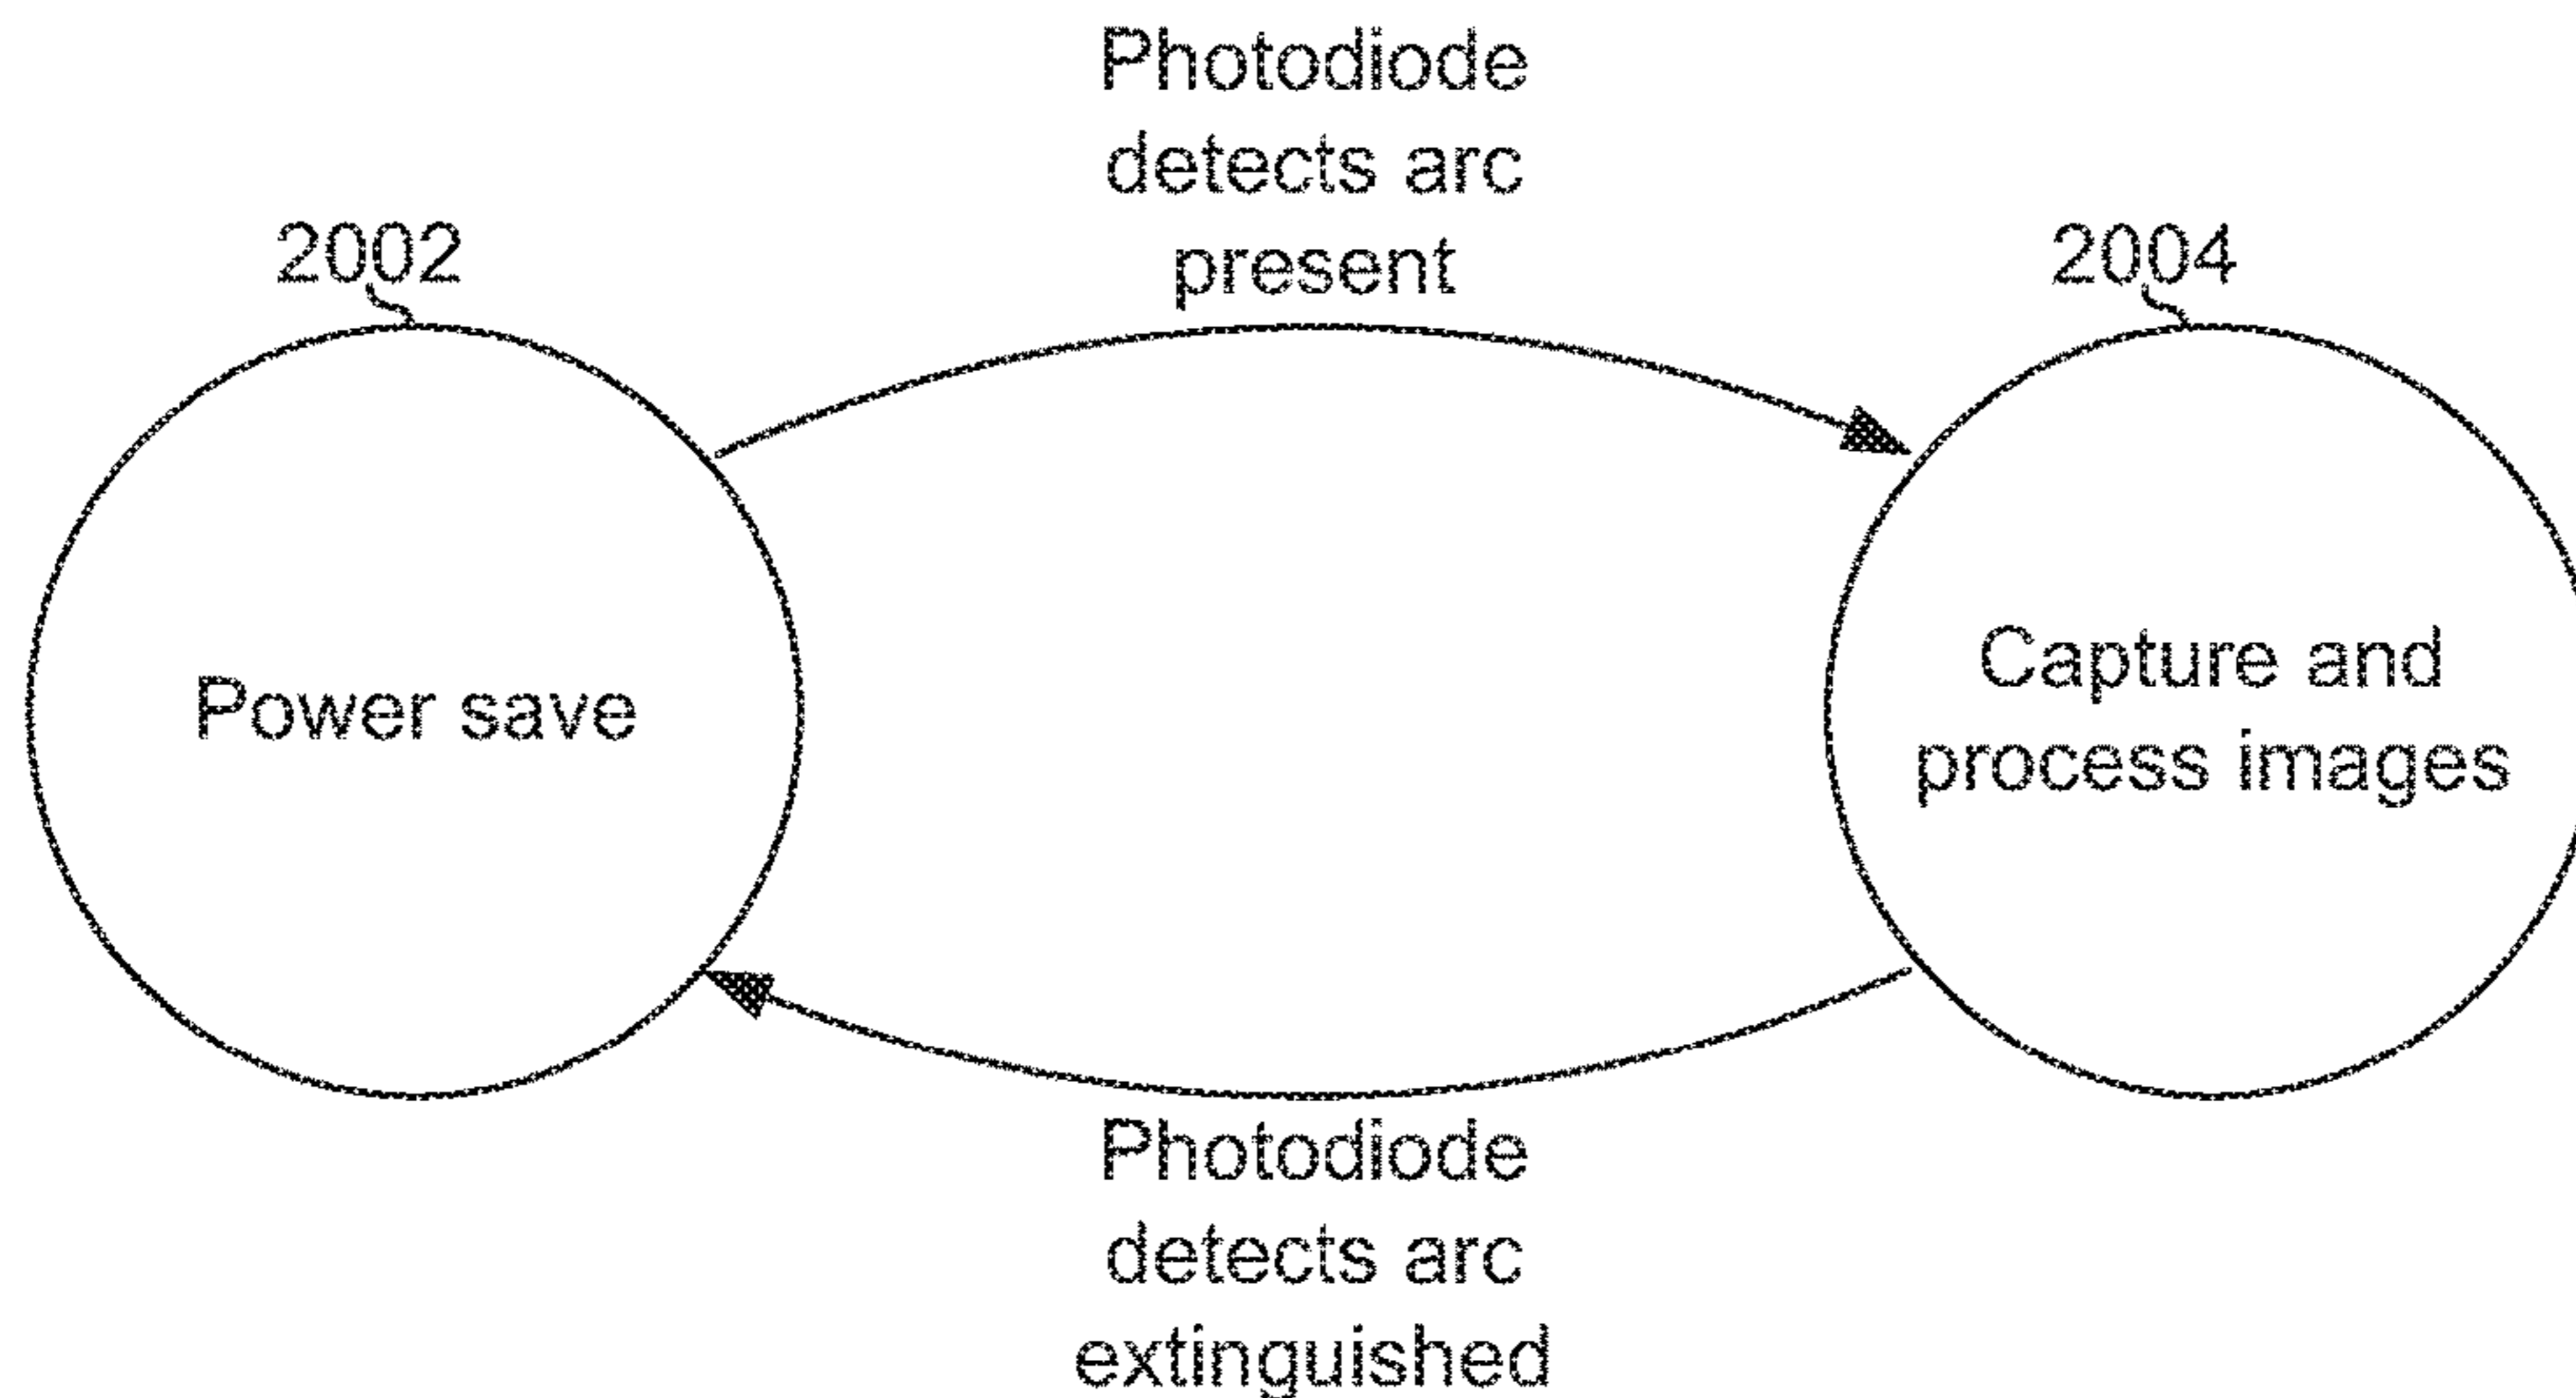 Photodiode
detects arc
present
2002
2004
Power save
Capture and
process images
Photodiode
detects arc
extinguished